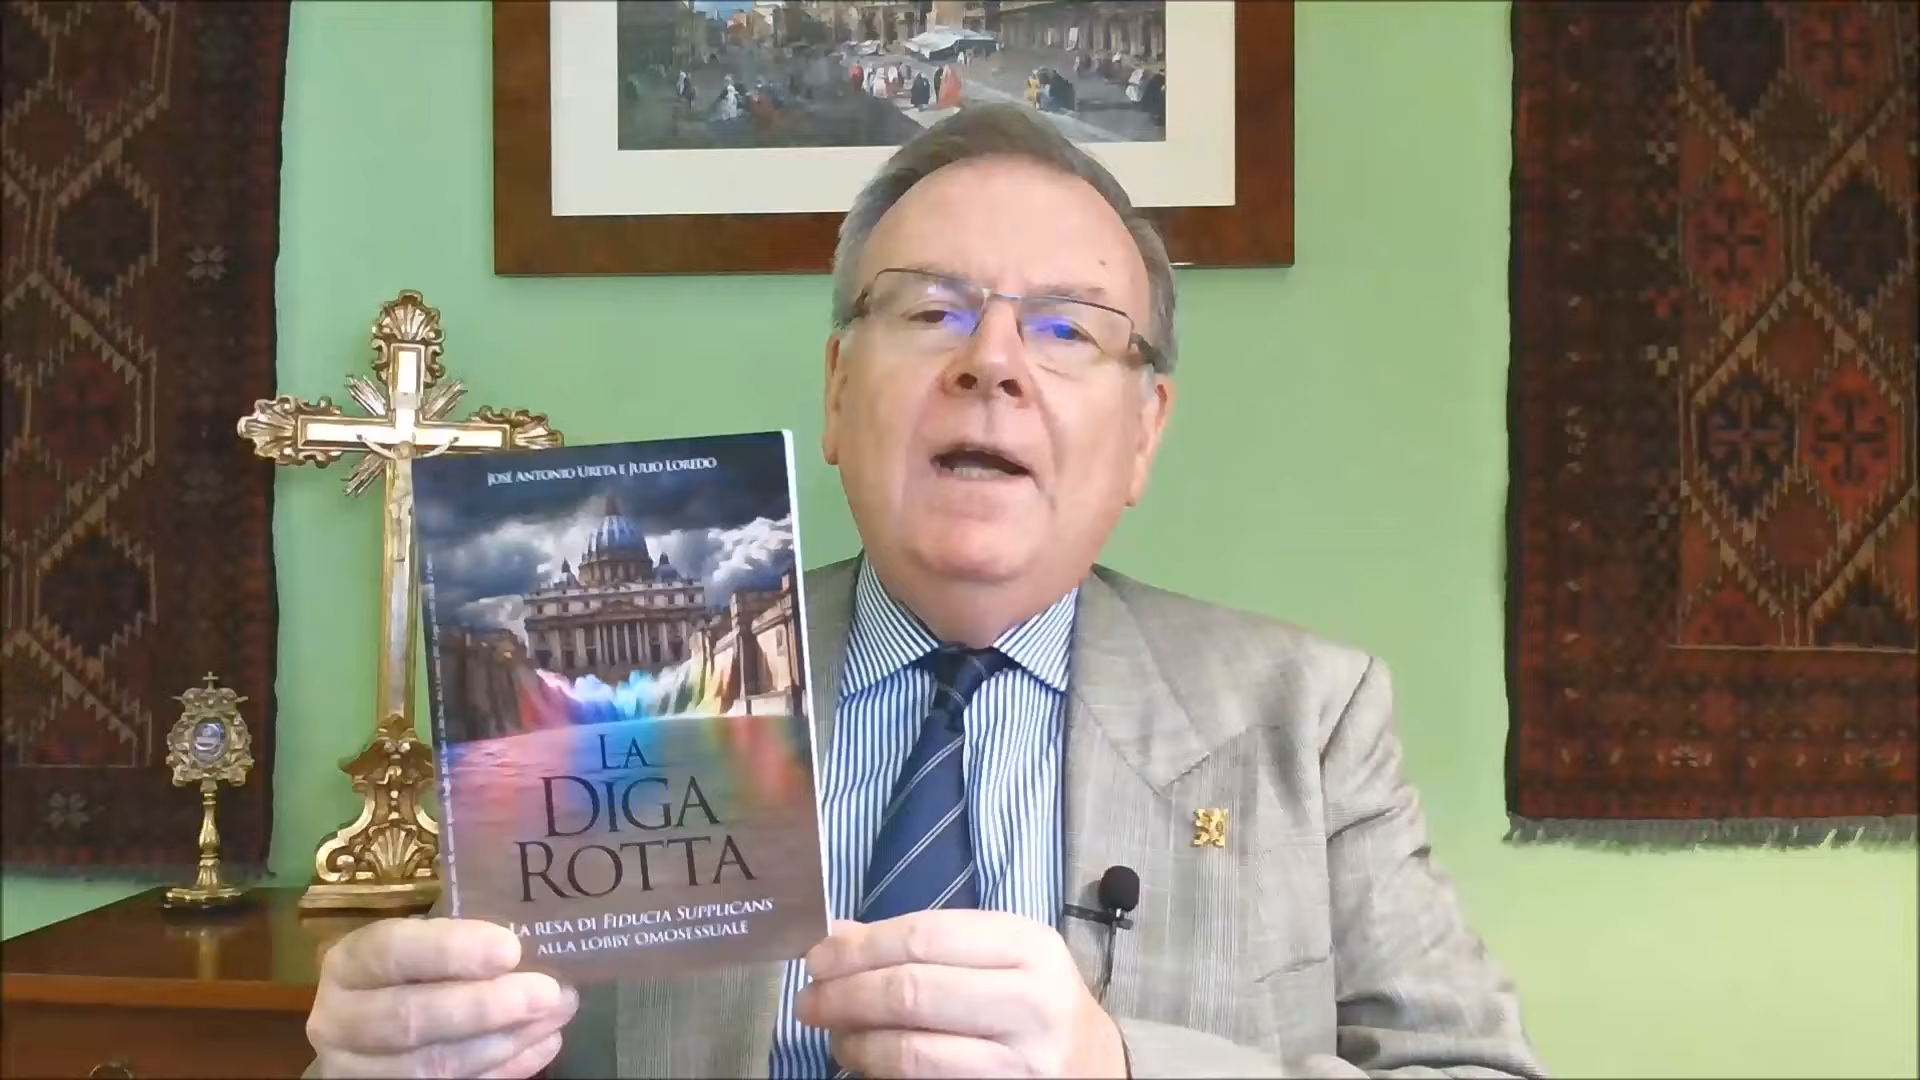 JOSÉ ANTONIO URETA E JULIO LOREDO
LA
DIGA
ROTTA
LA RESA DI FIDUCIA SUPPLICANS
ALLA LOBBY OMOSESSUALE